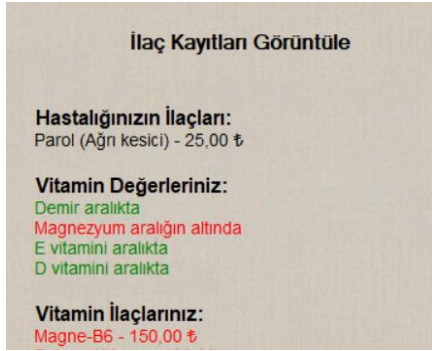 İlaç Kayıtları Görüntüle
Hastalığınızın İlaçları:
Parol (Ağrı kesici) - 25,00 ₺
Vitamin Değerleriniz:
Demir aralıkta
Magnezyum aralığın altında
E vitamini aralıkta
D vitamini aralıkta
Vitamin İlaçlarınız:
Magne-B6 - 150,00 ₺